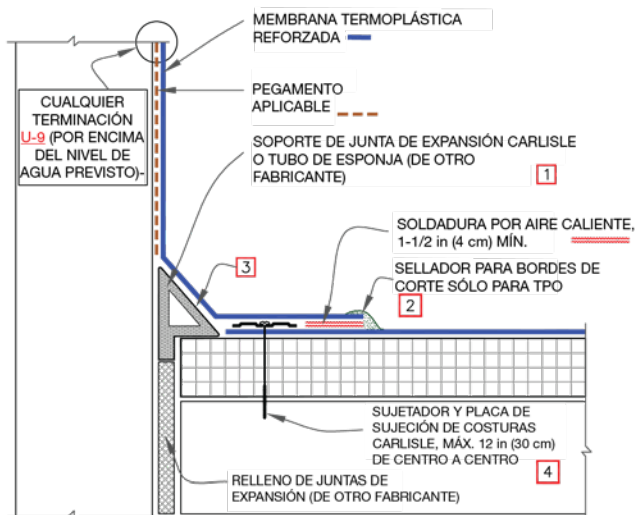 MEMBRANA TERMOPLÁSTICA
REFORZADA
PEGAMENTO
APLICABLE
CUALQUIER
TERMINACIÓN
U-9 (POR ENCIMA
DEL NIVEL DE
AGUA PREVISTO)-
SOPORTE DE JUNTA DE EXPANSIÓN CARLISLE
O TUBO DE ESPONJA (DE OTRO
FABRICANTE)
1
SOLDADURA POR AIRE CALIENTE,
1-1/2 in (4 cm) MÍN.
3
SELLADOR PARA BORDES DE
CORTE SÓLO PARA TPO
2
SUJETADOR Y PLACA DE
SUJECIÓN DE COSTURAS
CARLISLE, MÁX. 12 in (30 cm)
DE CENTRO A CENTRO
4
RELLENO DE JUNTAS DE
EXPANSIÓN (DE OTRO FABRICANTE)